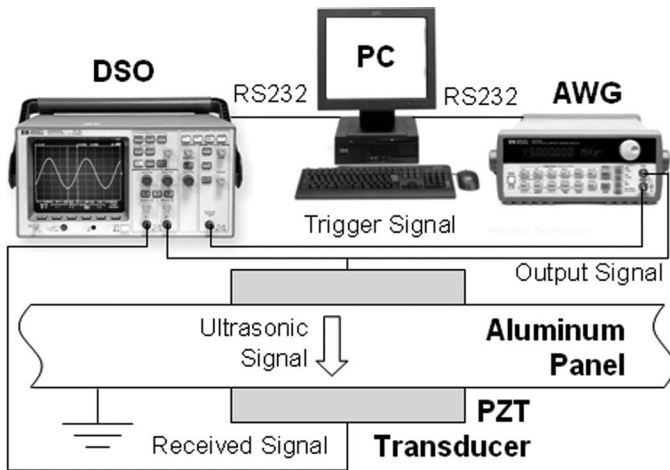 DSO
PC
RS232
RS232
AWG
Trigger Signal
Output Signal
Ultrasonic
Signal
Aluminum
Panel
PZT
Transducer
Received Signal